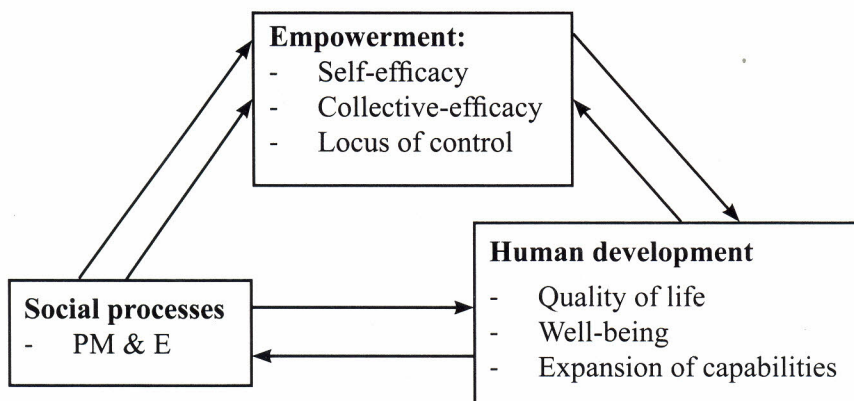 Empowerment:
- Self-efficacy
- Collective-efficacy
- Locus of control
Human development
- Quality of life
- Well-being
- Expansion of capabilities
Social processes
- PM & E